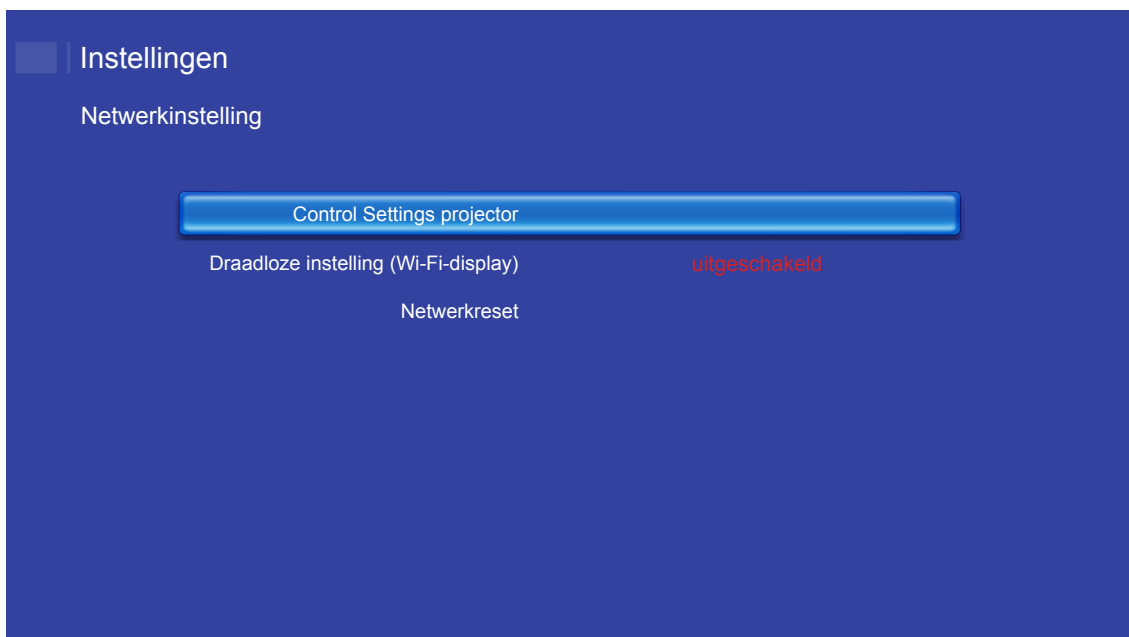 Instellingen
Netwerkinstelling
Control Settings projector
Draadloze instelling (Wi-Fi-display) uitgeschakeld
Netwerkreset